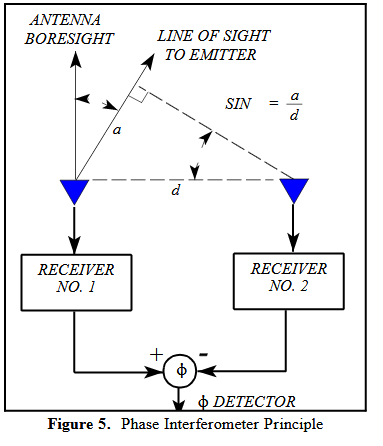 ANTENNA
BORESIGHT
LINE OF SIGHT
TO EMITTER
SIN = a/d
a
d
RECEIVER
NO. 1
RECEIVER
NO. 2
+
-
ϕ
ϕ DETECTOR
Figure 5. Phase Interferometer Principle